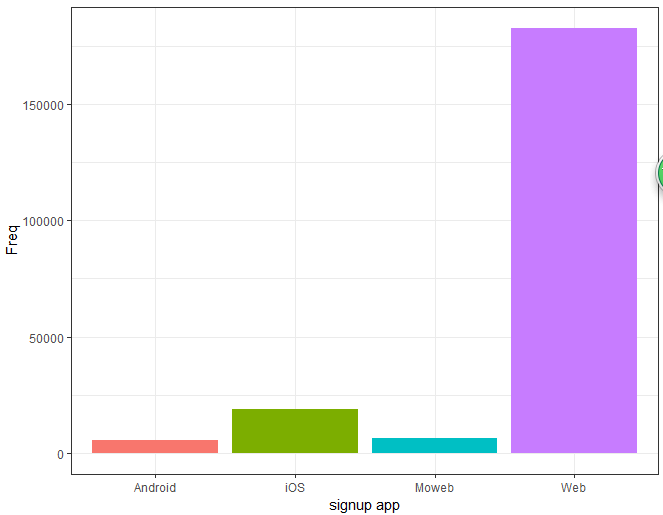 150000
100000
50000
0
Freq
Android iOS Moweb Web
signup app